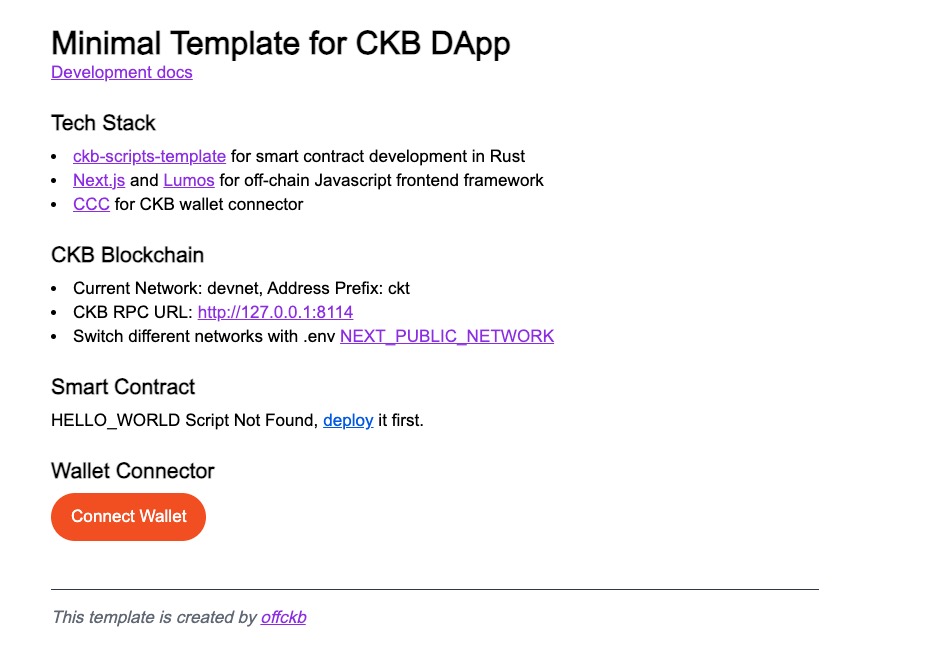 Minimal Template for CKB DApp
Development docs
Tech Stack
• ckb-scripts-template for smart contract development in Rust
• Next.js and Lumos for off-chain Javascript frontend framework
• CCC for CKB wallet connector
CKB Blockchain
• Current Network: devnet, Address Prefix: ckt
• CKB RPC URL: http://127.0.0.1:8114
• Switch different networks with .env NEXT_PUBLIC_NETWORK
Smart Contract
HELLO_WORLD Script Not Found, deploy it first.
Wallet Connector
Connect Wallet
This template is created by offckb